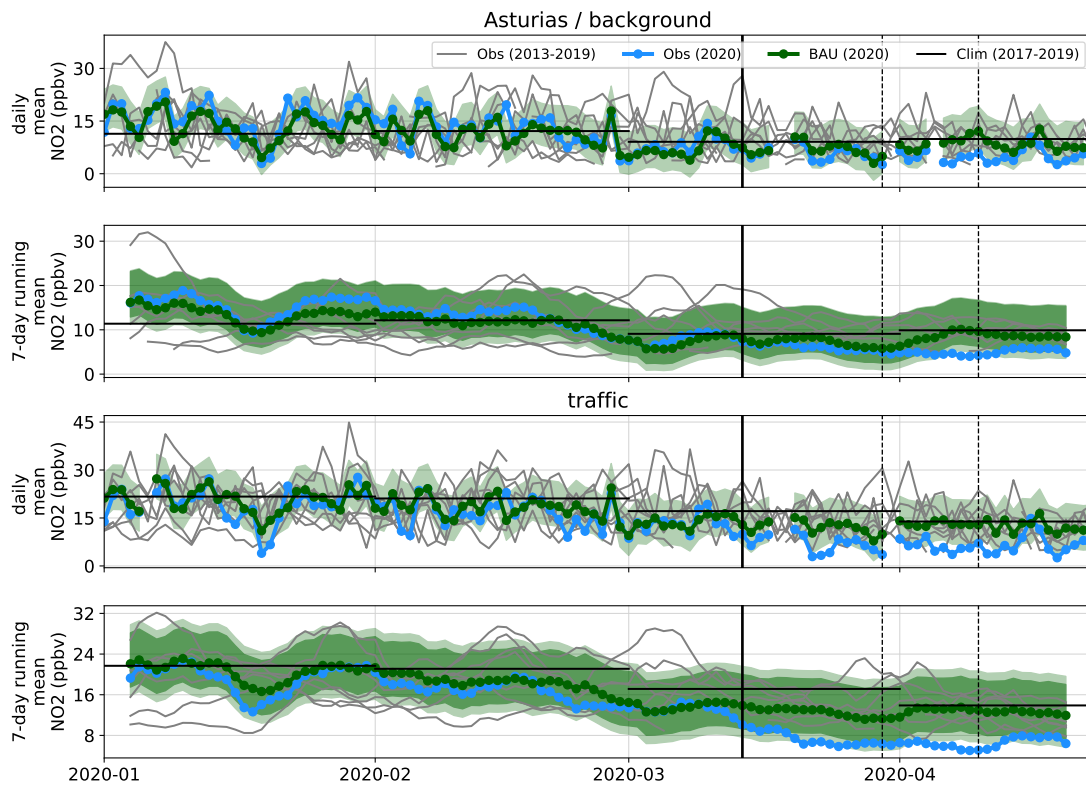 Asturias / background
Obs (2013-2019) Obs (2020) BAU (2020) Clim (2017-2019)
daily
mean
NO2 (ppbv)
30
15
0
7-day running
mean
NO2 (ppbv)
30
20
10
0
traffic
daily
mean
NO2 (ppbv)
45
30
15
0
7-day running
mean
NO2 (ppbv)
32
24
16
8
2020-01 2020-02 2020-03 2020-04